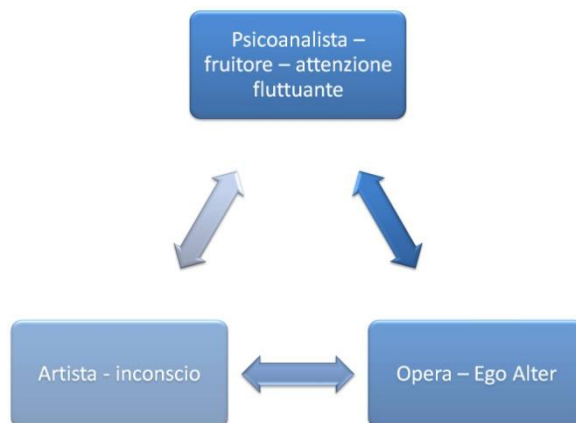 Psicoanalista –
fruitore – attenzione
fluttuante
Artista - inconscio
Opera – Ego Alter